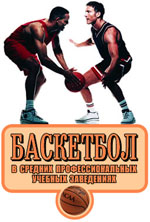 БАСКЕТБОЛ
В СРЕДНИХ ПРОФЕССИОНАЛЬНЫХ
УЧЕБНЫХ ЗАВЕДЕНИЯХ